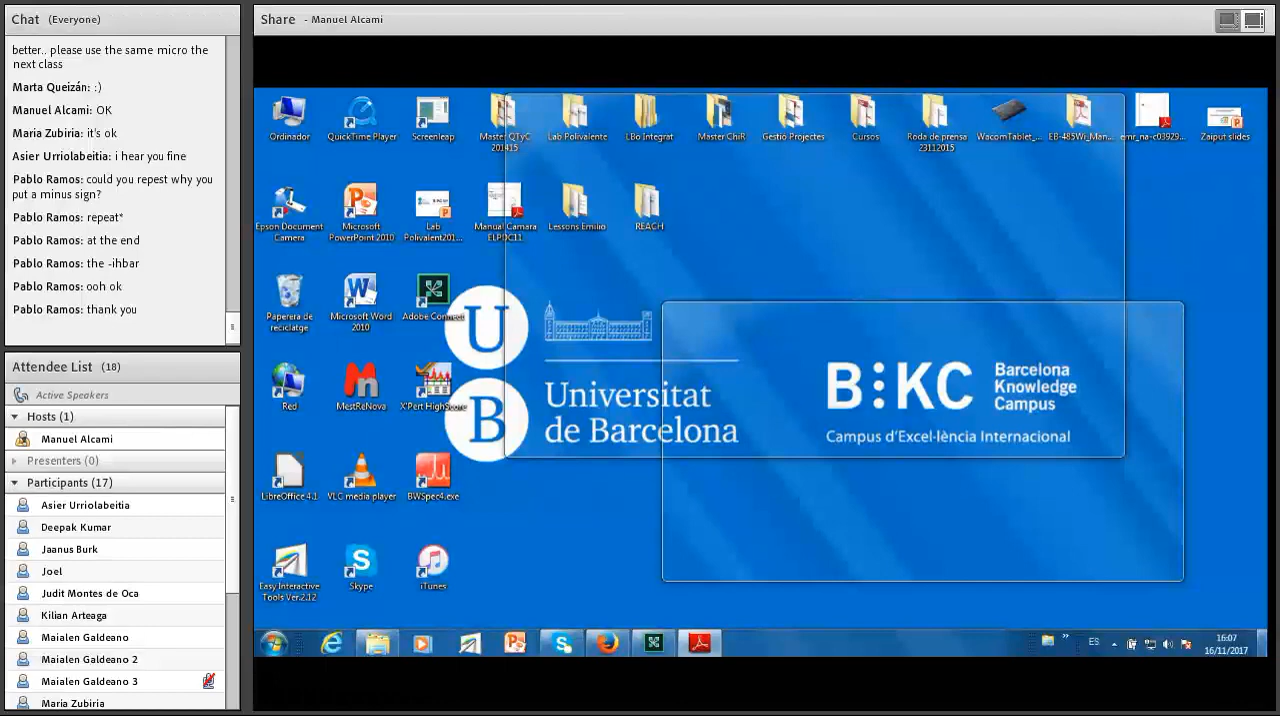 Chat (Everyone)
better.. please use the same micro the
next class
Marta Queizán: :)
Manuel Alcami: OK
Maria Zubiria: it's ok
Asier Urriolabeitia: i hear you fine
Pablo Ramos: could you repest why you
put a minus sign?
Pablo Ramos: repeat*
Pablo Ramos: at the end
Pablo Ramos: the -ihbar
Pablo Ramos: ooh ok
Pablo Ramos: thank you
Attendee List (18)
Active Speakers
Hosts (1)
Manuel Alcami
Presenters (0)
Participants (17)
Asier Urriolabeitia
Deepak Kumar
Jaanus Burk
Joel
Judit Montes de Oca
Kilian Arteaga
Maialen Galdeano
Maialen Galdeano 2
Maialen Galdeano 3
Maria Zubiria
Share - Manuel Alcami
Ordinador
QuickTime Player
Screenleap
Master QTyC
201415
Lab Polivalente
LBo Integrat
Master ChiR
Gestio Projectes
Cursos
Roda de prensa
23112015
WacomTablet_...
EB-485Wi_Man...
emr_na-c03929...
Zaiput slides
Epson Document
Camera
Microsoft
PowerPoint 2010
Lab
Polivalent201...
Manual Camara
ELPDC11
Lessons Emilio
REACH
Paperera de
reciclatge
Microsoft Word
2010
Adobe Connect
Red
MestReNova
X'Pert HighScore
LibreOffice 4.1
VLC media player
BWSpec4.exe
Easy Interactive
Tools Ver.2.12
Skype
iTunes
U
B
Universitat
de Barcelona
B:KC
Barcelona
Knowledge
Campus
Campus d'Excel·lència Internacional
ES
16:07
16/11/2017